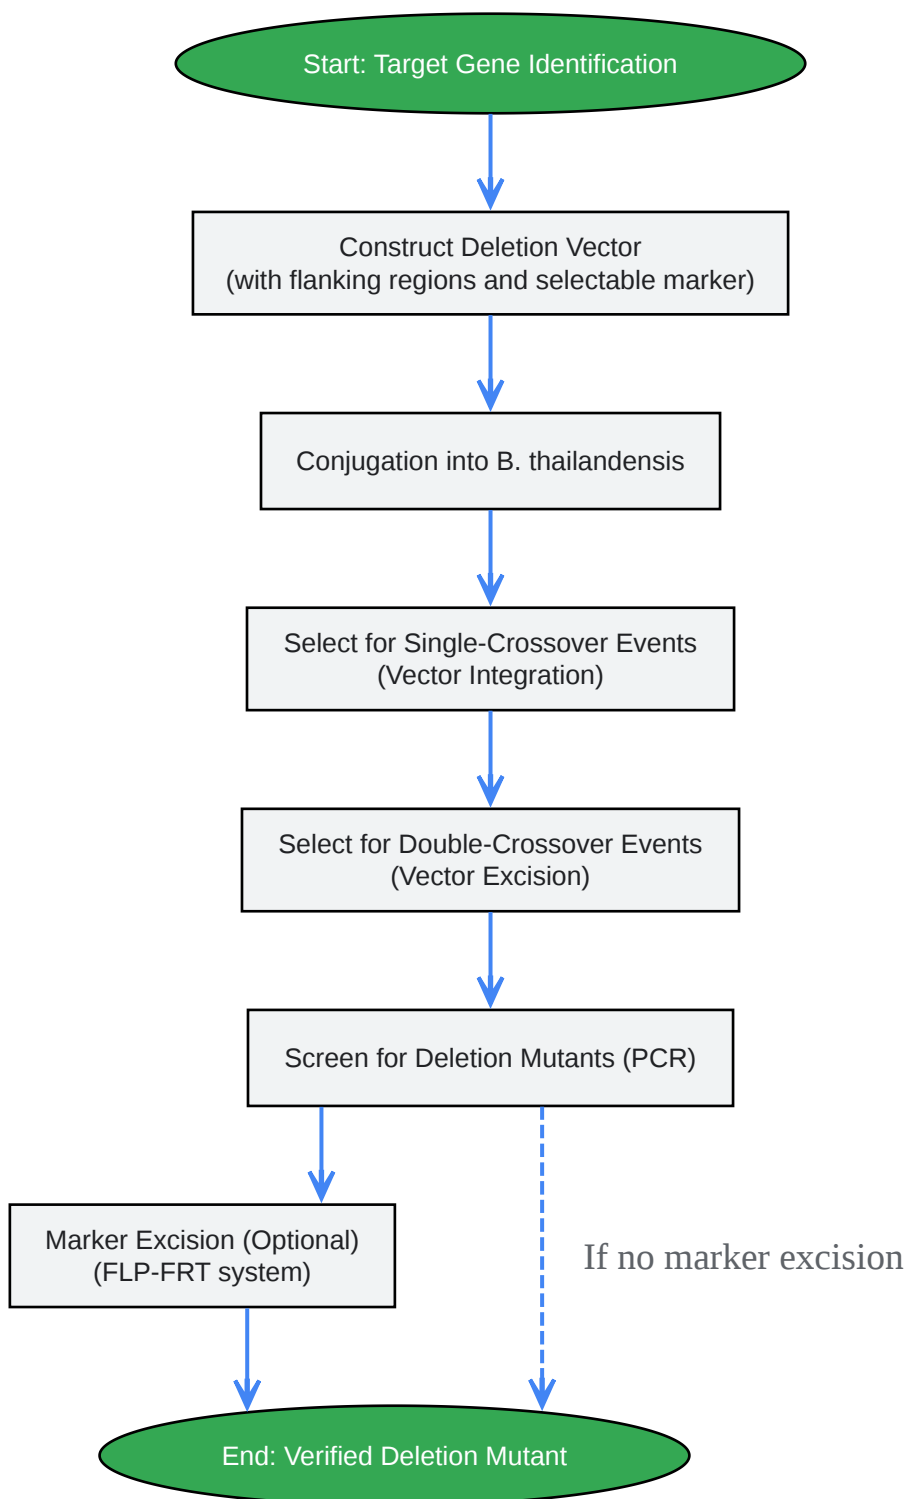 Start: Target Gene Identification
Construct Deletion Vector
(with flanking regions and selectable marker)
Conjugation into B. thailandensis
Select for Single-Crossover Events
(Vector Integration)
Select for Double-Crossover Events
(Vector Excision)
Screen for Deletion Mutants (PCR)
Marker Excision (Optional)
(FLP-FRT system)
If no marker excision
End: Verified Deletion Mutant